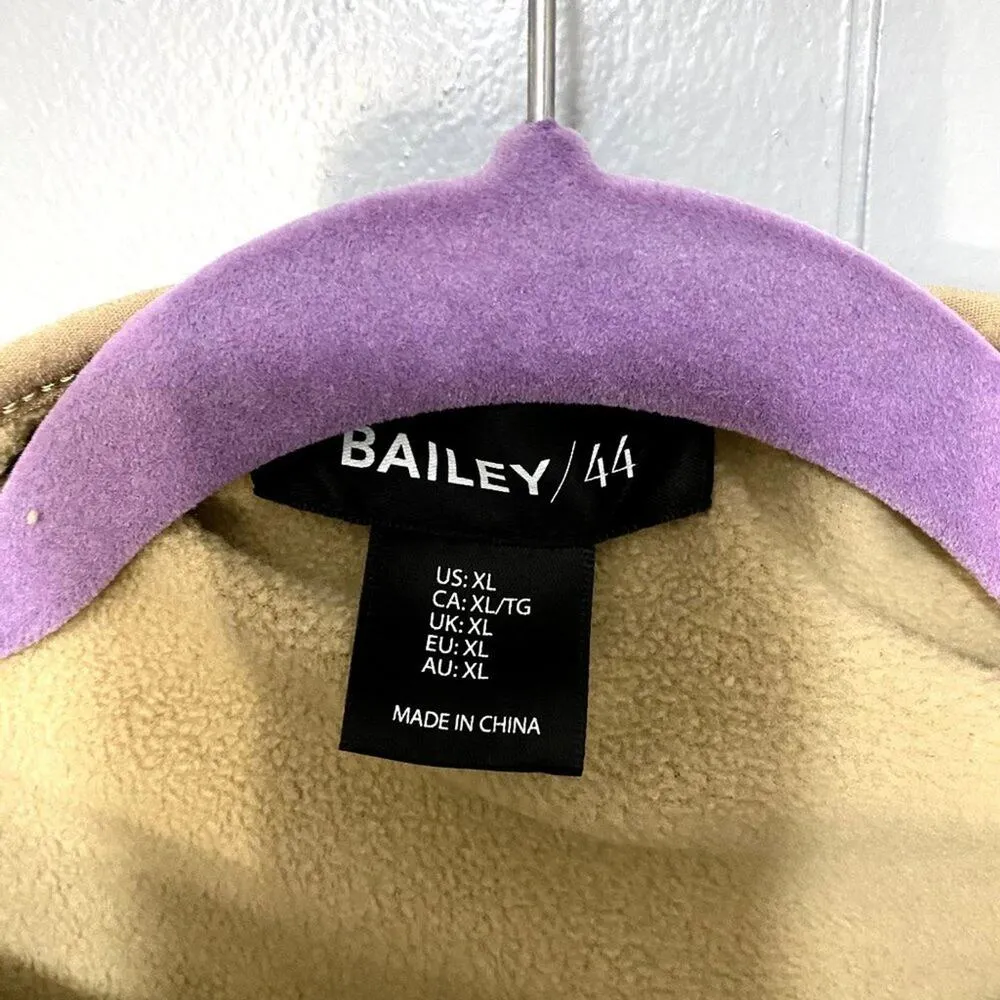 BAILEY/44
US: XL
CA: XL/TG
UK: XL
EU: XL
AU: XL
MADE IN CHINA